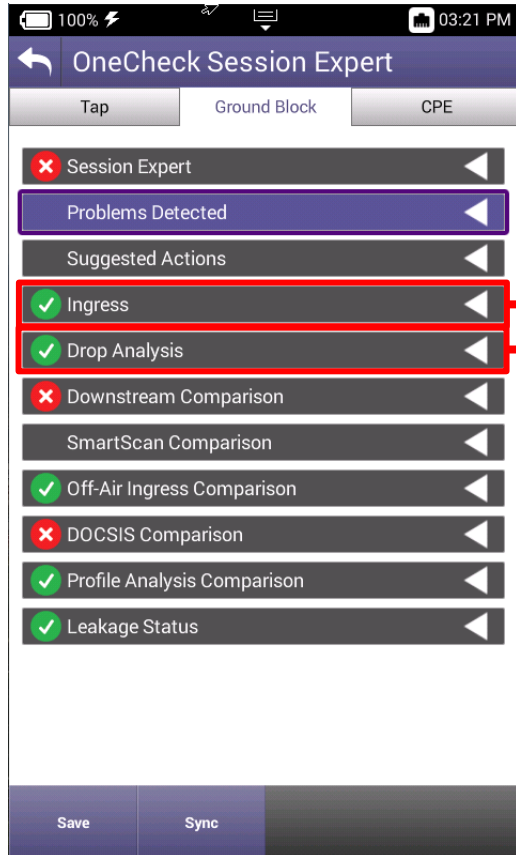 100% 03:21 PM
OneCheck Session Expert
Tap Ground Block CPE
Session Expert
Problems Detected
Suggested Actions
Ingress
Drop Analysis
Downstream Comparison
SmartScan Comparison
Off-Air Ingress Comparison
DOCSIS Comparison
Profile Analysis Comparison
Leakage Status
Save Sync